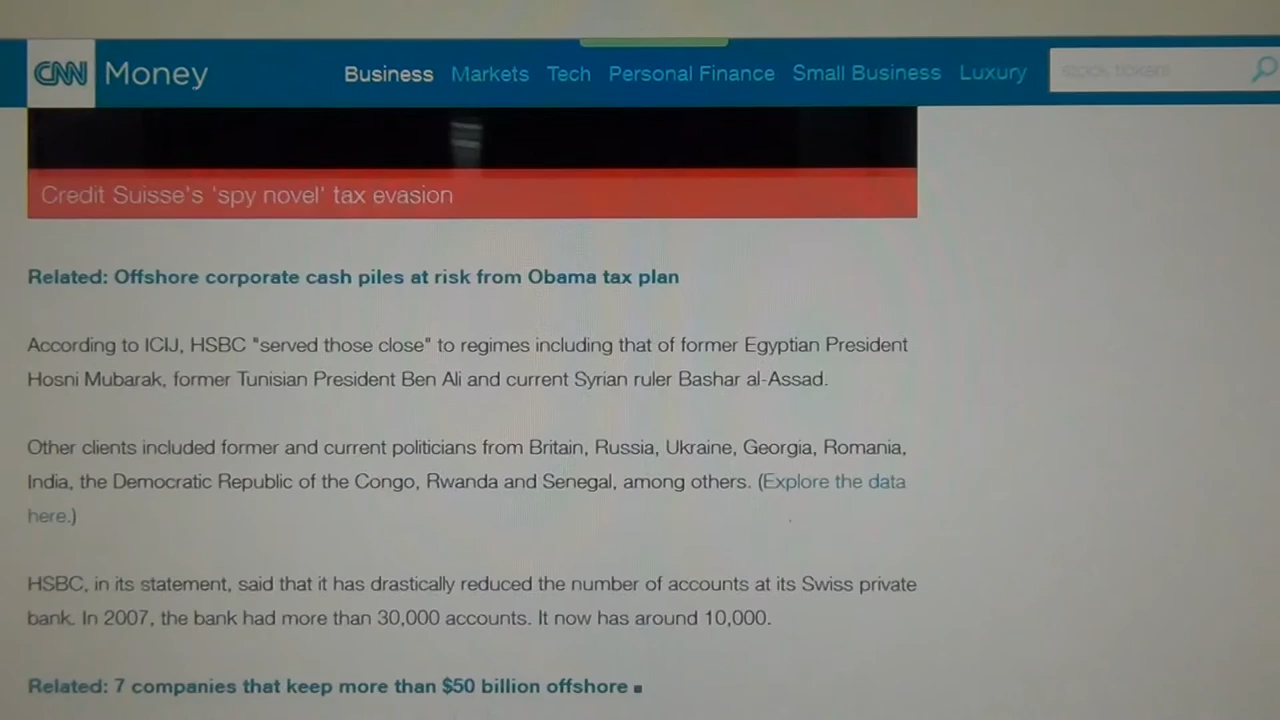 CNN Money Business Markets Tech Personal Finance Small Business Luxury
Credit Suisse's 'spy novel' tax evasion
Related: Offshore corporate cash piles at risk from Obama tax plan
According to ICIJ, HSBC "served those close" to regimes including that of former Egyptian President
Hosni Mubarak, former Tunisian President Ben Ali and current Syrian ruler Bashar al-Assad.
Other clients included former and current politicians from Britain, Russia, Ukraine, Georgia, Romania,
India, the Democratic Republic of the Congo, Rwanda and Senegal, among others. (Explore the data
here.)
HSBC, in its statement, said that it has drastically reduced the number of accounts at its Swiss private
bank. In 2007, the bank had more than 30,000 accounts. It now has around 10,000.
Related: 7 companies that keep more than $50 billion offshore